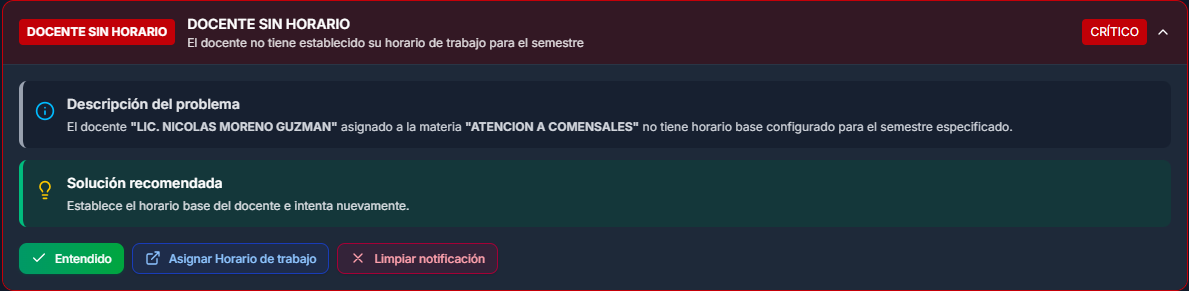 DOCENTE SIN HORARIO
DOCENTE SIN HORARIO
El docente no tiene establecido su horario de trabajo para el semestre
CRÍTICO
Descripción del problema
El docente "LIC. NICOLAS MORENO GUZMAN" asignado a la materia "ATENCION A COMENSALES" no tiene horario base configurado para el semestre especificado.
Solución recomendada
Establece el horario base del docente e intenta nuevamente.
Entendido
Asignar Horario de trabajo
Limpiar notificación